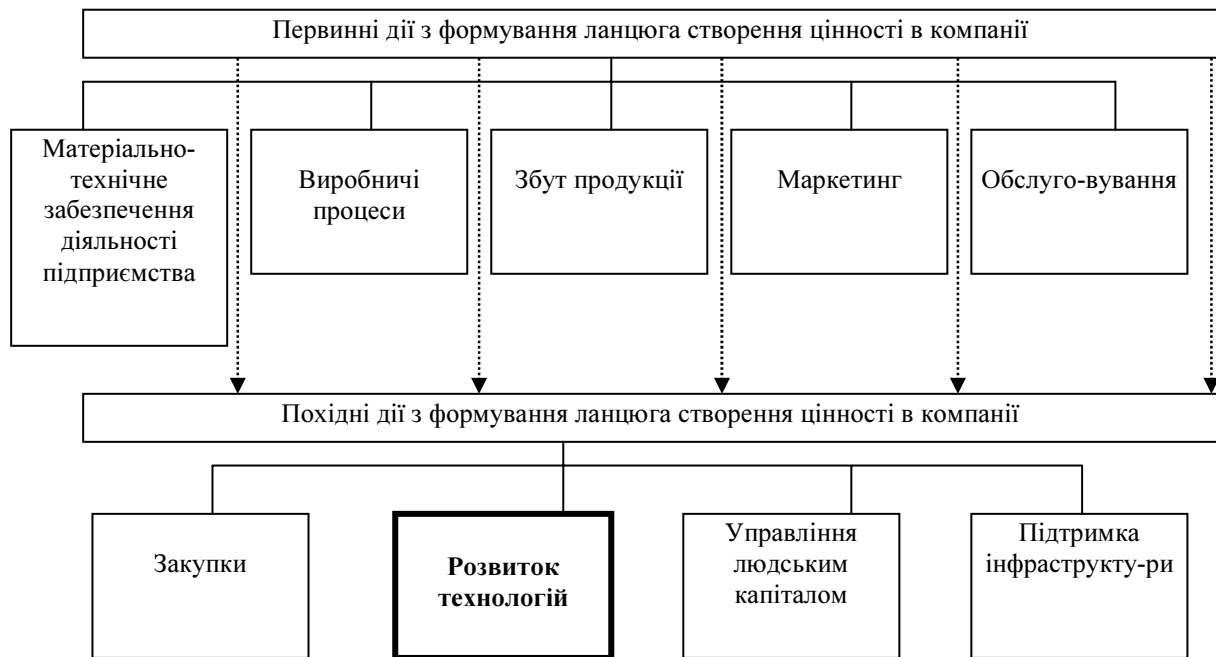 Первинні дії з формування ланцюга створення цінності в компанії
Матеріально-
технічне
забезпечення
діяльності
підприємства
Виробничі
процеси
Збут продукції
Маркетинг
Обслуго-вування
Похідні дії з формування ланцюга створення цінності в компанії
Закупки
Розвиток
технологій
Управління
людським
капіталом
Підтримка
інфраструкту-ри